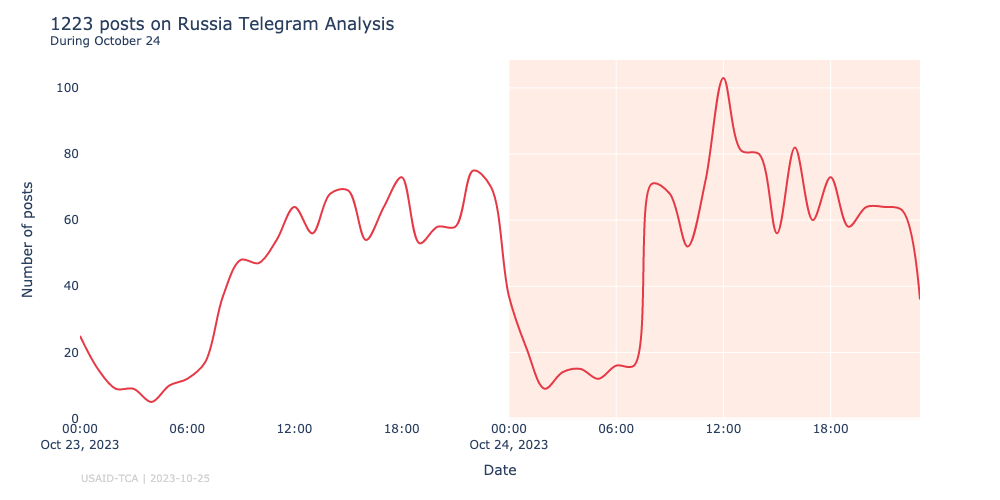 1223 posts on Russia Telegram Analysis
During October 24
Number of posts
100
80
60
40
20
0
00:00 06:00 12:00 18:00 00:00 06:00 12:00 18:00
Oct 23, 2023 Oct 24, 2023
Date
USAID-TCA | 2023-10-25